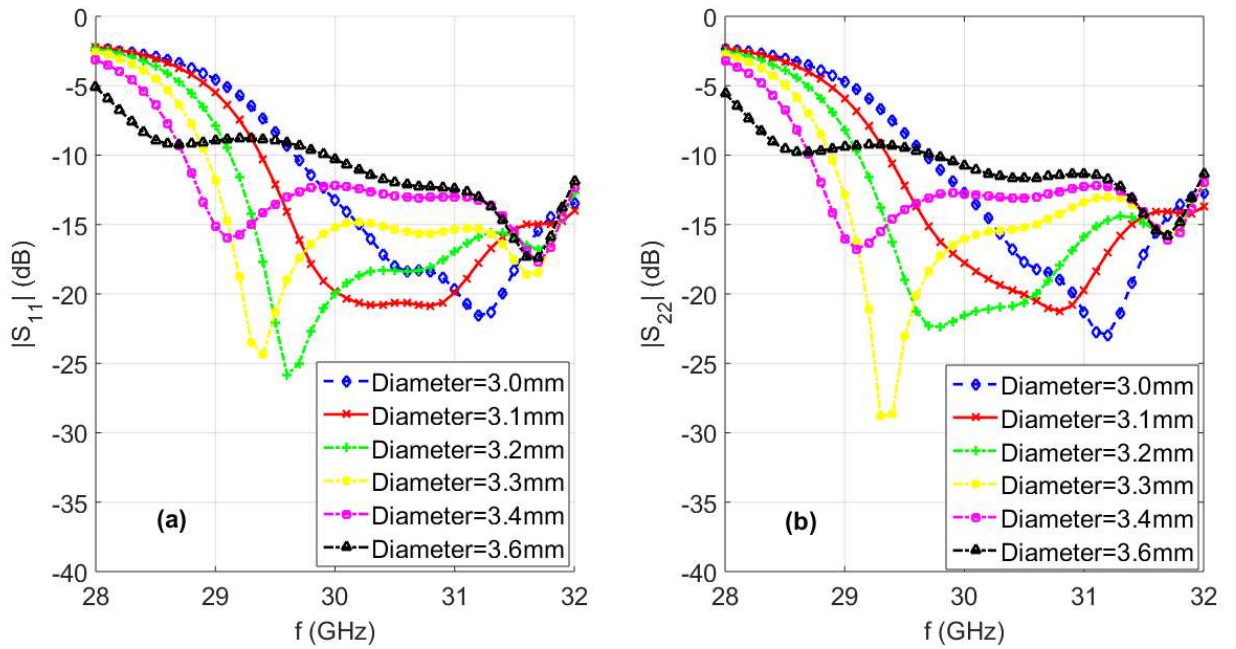 0
-5
-10
-15
-20
-25
-30
-35
-40
|S11| (dB)
28
29
30
31
32
f (GHz)
(a)
Diameter=3.0mm
Diameter=3.1mm
Diameter=3.2mm
Diameter=3.3mm
Diameter=3.4mm
Diameter=3.6mm
0
-5
-10
-15
-20
-25
-30
-35
-40
|S22| (dB)
28
29
30
31
32
f (GHz)
(b)
Diameter=3.0mm
Diameter=3.1mm
Diameter=3.2mm
Diameter=3.3mm
Diameter=3.4mm
Diameter=3.6mm